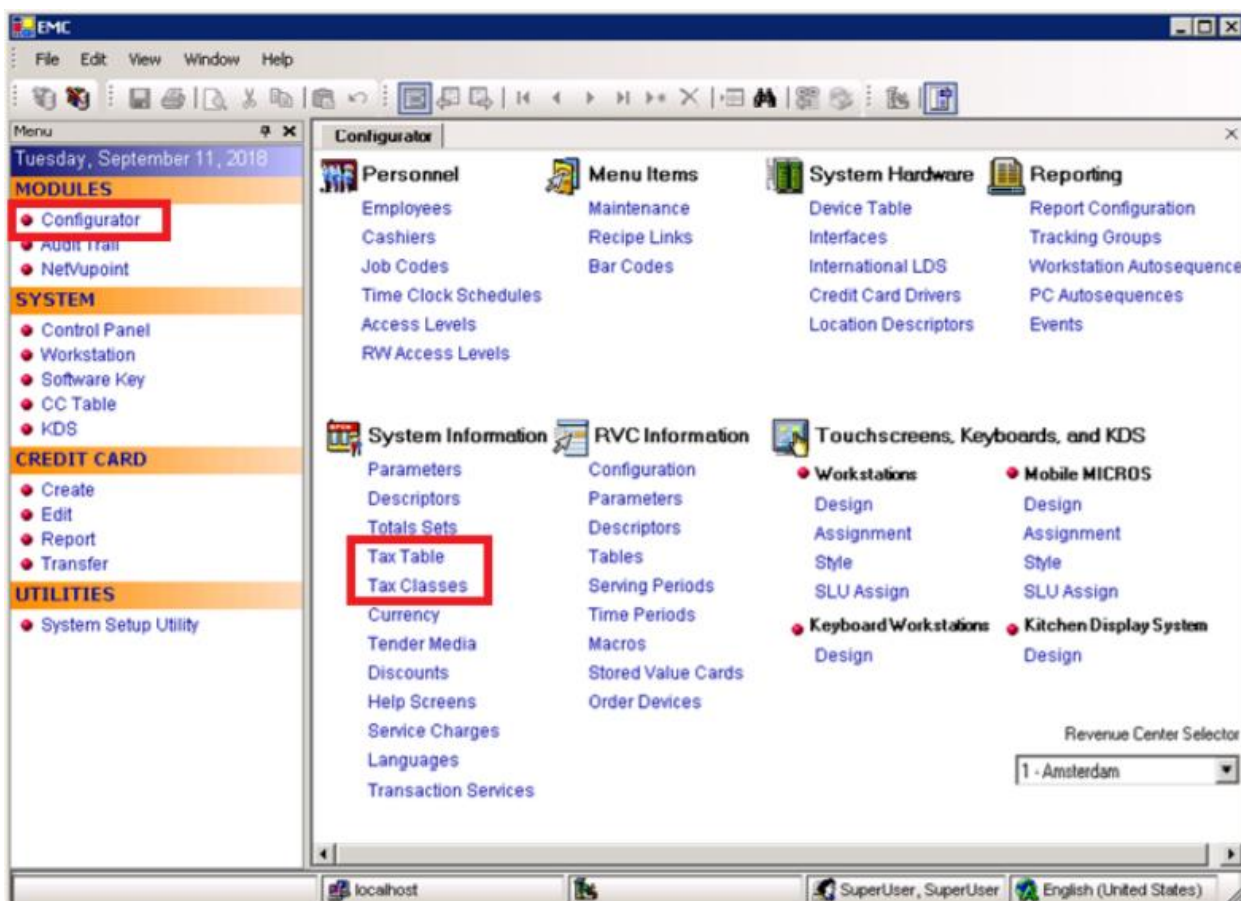 EMC
File Edit View Window Help
Menu
Tuesday, September 11, 2018
MODULES
Configurator
Audit Trail
NetVupoint
SYSTEM
Control Panel
Workstation
Software Key
CC Table
KDS
CREDIT CARD
Create
Edit
Report
Transfer
UTILITIES
System Setup Utility
Configurator
Personnel
Employees
Cashiers
Job Codes
Time Clock Schedules
Access Levels
RW Access Levels
Menu Items
Maintenance
Recipe Links
Bar Codes
System Hardware
Device Table
Interfaces
International LDS
Credit Card Drivers
Location Descriptors
Reporting
Report Configuration
Tracking Groups
Workstation Autosequence
PC Autosequences
Events
System Information
Parameters
Descriptors
Totals Sets
Tax Table
Tax Classes
Currency
Tender Media
Discounts
Help Screens
Service Charges
Languages
Transaction Services
RVC Information
Configuration
Parameters
Descriptors
Tables
Serving Periods
Time Periods
Macros
Stored Value Cards
Order Devices
Touchscreens, Keyboards, and KDS
Workstations
Design
Assignment
Style
SLU Assign
Keyboard Workstations
Design
Mobile MICROS
Design
Assignment
Style
SLU Assign
Kitchen Display System
Design
Revenue Center Selector
1 - Amsterdam
localhost
SuperUser, SuperUser
English (United States)